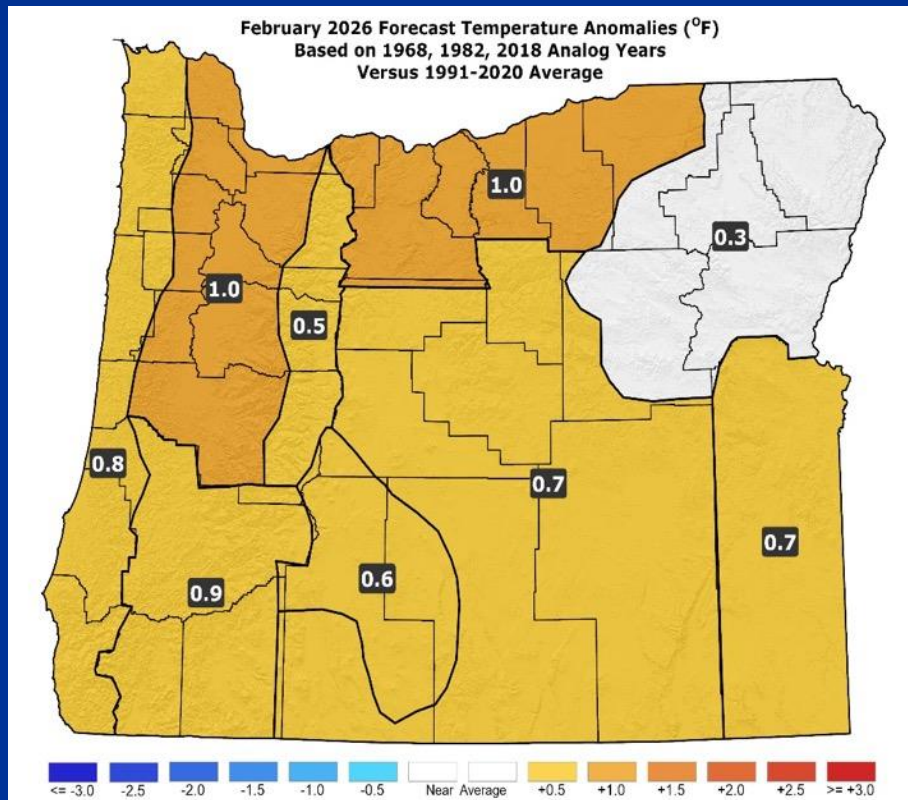 February 2026 Forecast Temperature Anomalies (°F)
Based on 1968, 1982, 2018 Analog Years
Versus 1991-2020 Average
1.0
0.3
1.0
0.5
0.8
0.7
0.7
0.6
0.9
<= -3.0 -2.5 -2.0 -1.5 -1.0 -0.5 Near Average +0.5 +1.0 +1.5 +2.0 +2.5 >= +3.0